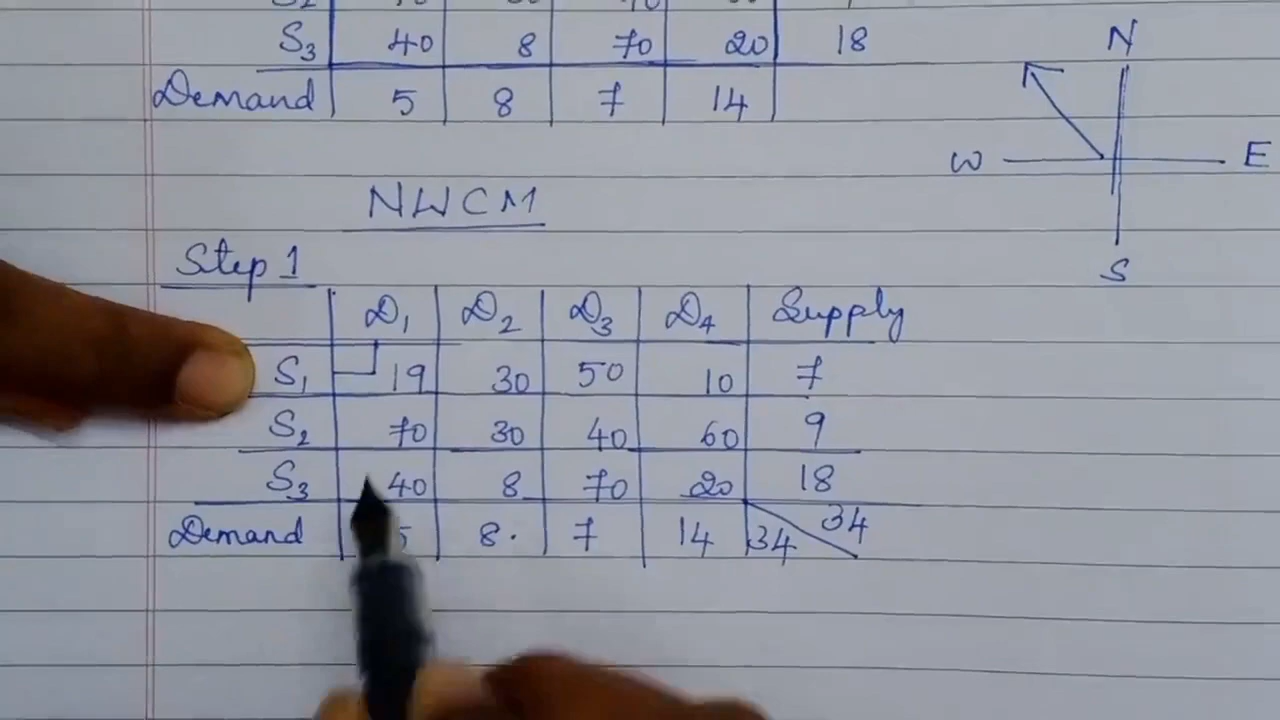 S3 40 8 70 20 18
Demand 5 8 7 14
N
W E
S
NWCM
Step 1
D1 D2 D3 D4 Supply
S1 19 30 50 10 7
S2 70 30 40 60 9
S3 40 8 70 20 18
Demand 5 8. 7 14 34 34